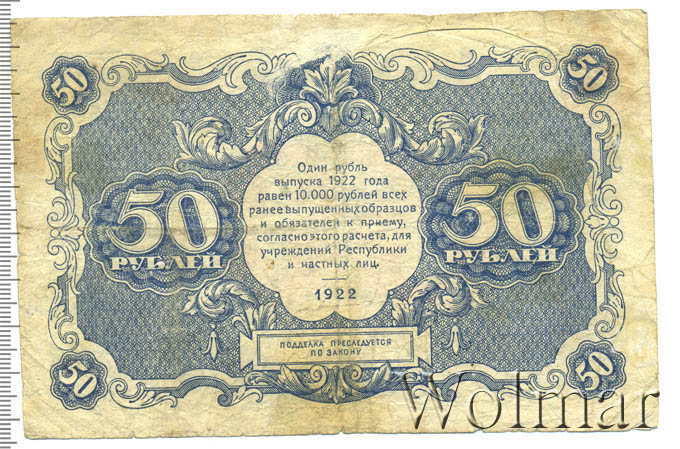 50
50
Один рубль
выпуска 1922 года
равен 10.000 рублей всех
ранее выпущенных образцов
и обязателен к приему,
согласно этого расчета, для
учреждений Республики
и частных лиц.
1922
50
РУБЛЕЙ
50
РУБЛЕЙ
ПОДДЕЛКА ПРЕСЛЕДУЕТСЯ
ПО ЗАКОНУ
50
50
Wolmar